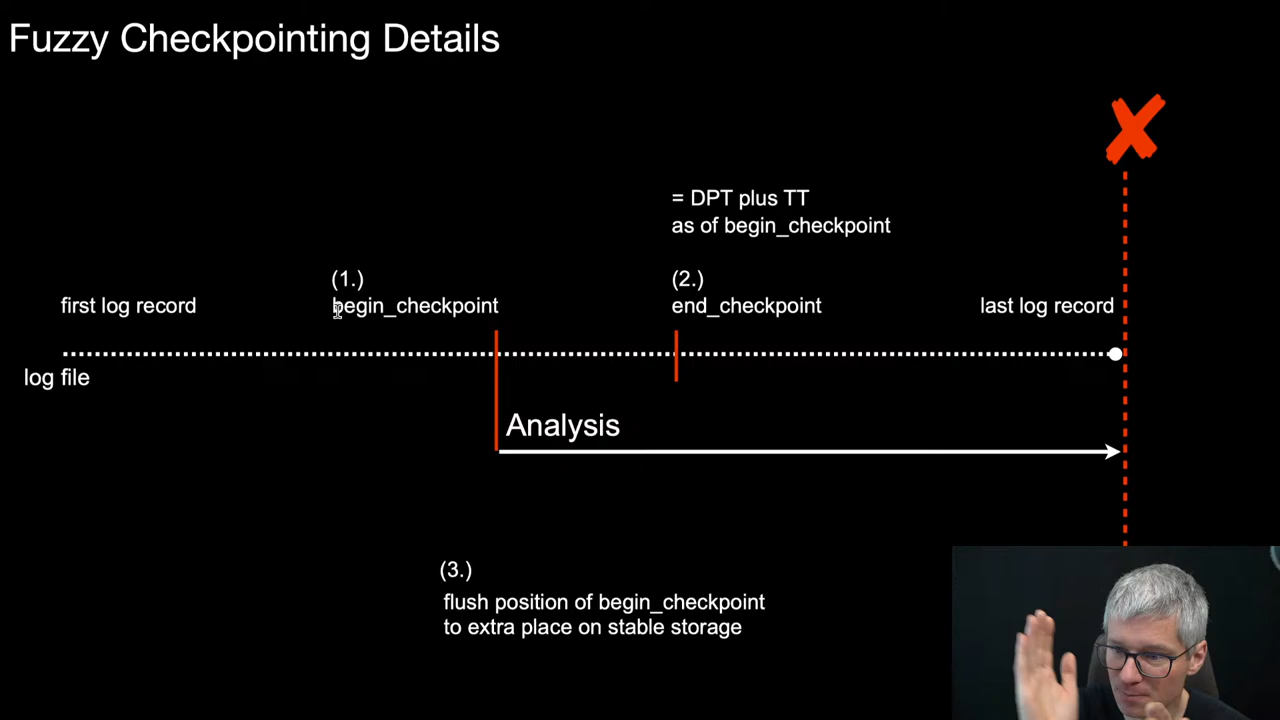 Fuzzy Checkpointing Details
= DPT plus TT
as of begin_checkpoint
(1.)
begin_checkpoint
(2.)
end_checkpoint
first log record
last log record
log file
Analysis
(3.)
flush position of begin_checkpoint
to extra place on stable storage